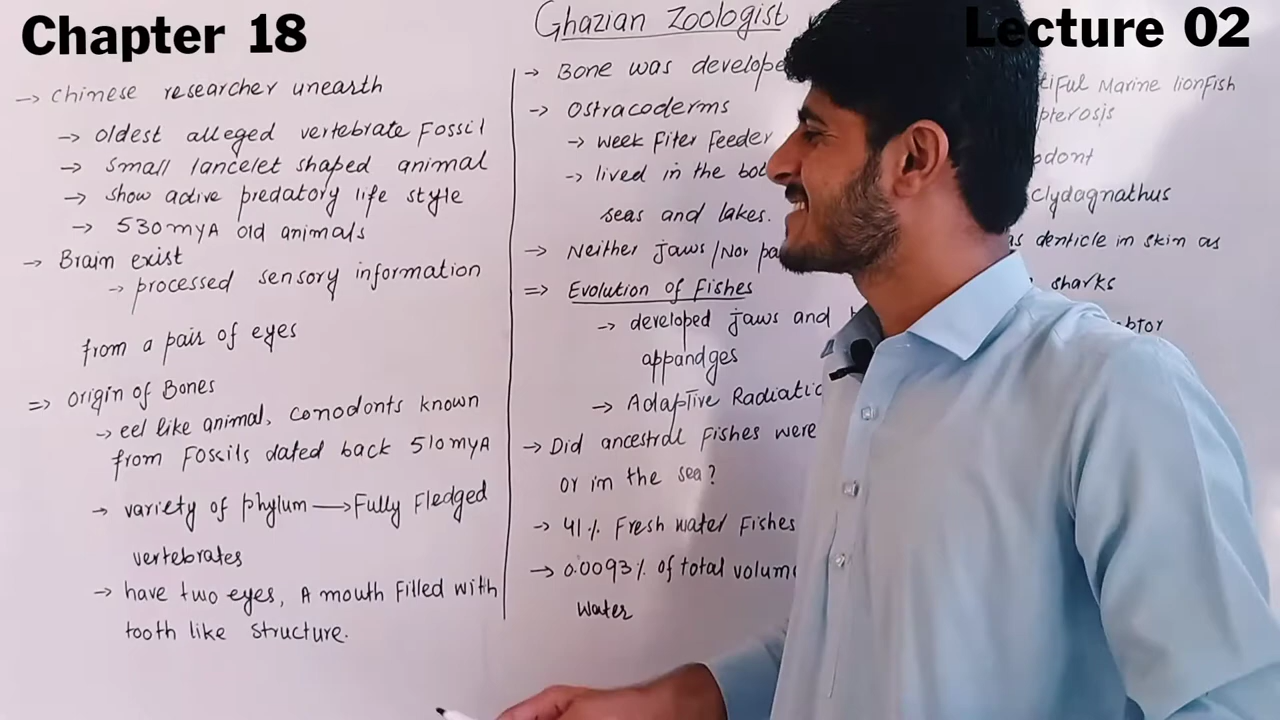 Chapter 18
Lecture 02
→ Chinese researcher unearth
→ oldest alleged vertebrate Fossil
→ small lancelet shaped animal
→ show active predatory life style
→ 530 myA old animals
→ Brain exist
→ processed sensory information
from a pair of eyes
⇒ origin of Bones
→ eel like animal, conodonts known
from Fossils dated back 510 myA
→ variety of phylum → Fully Fledged
vertebrates
→ have two eyes, A mouth Filled with
tooth like structure.
Ghazian Zoologist
→ Bone was develope
→ Ostracoderms
→ week Fiter Feeder
→ lived in the bot
seas and lakes.
→ Neither jaws / Nor pa
⇒ Evolution of Fishes
→ developed jaws and
appandges
→ Adaptive Radiatio
→ Did ancestral Fishes were
or in the sea?
→ 41% Fresh water Fishes
→ 0.0093% of total volum
water
tiful Marine lionfish
pterosis
odont
Clydagnathus
as denticle in skin as
sharks